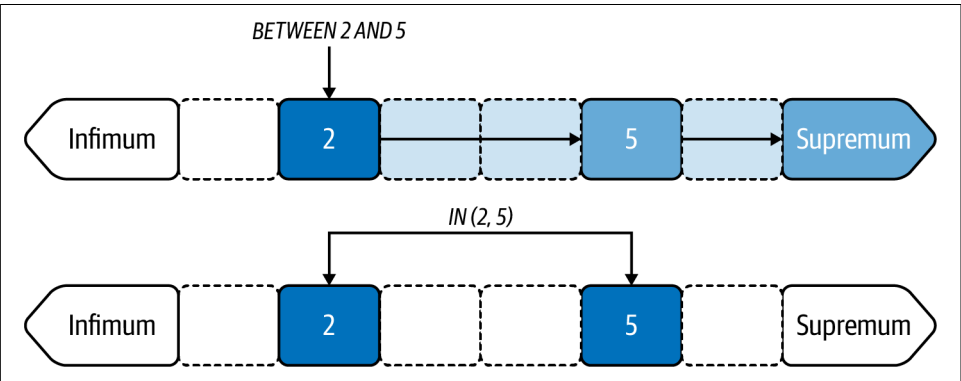 BETWEEN 2 AND 5
Infimum 2 5 Supremum
IN (2, 5)
Infimum 2 5 Supremum